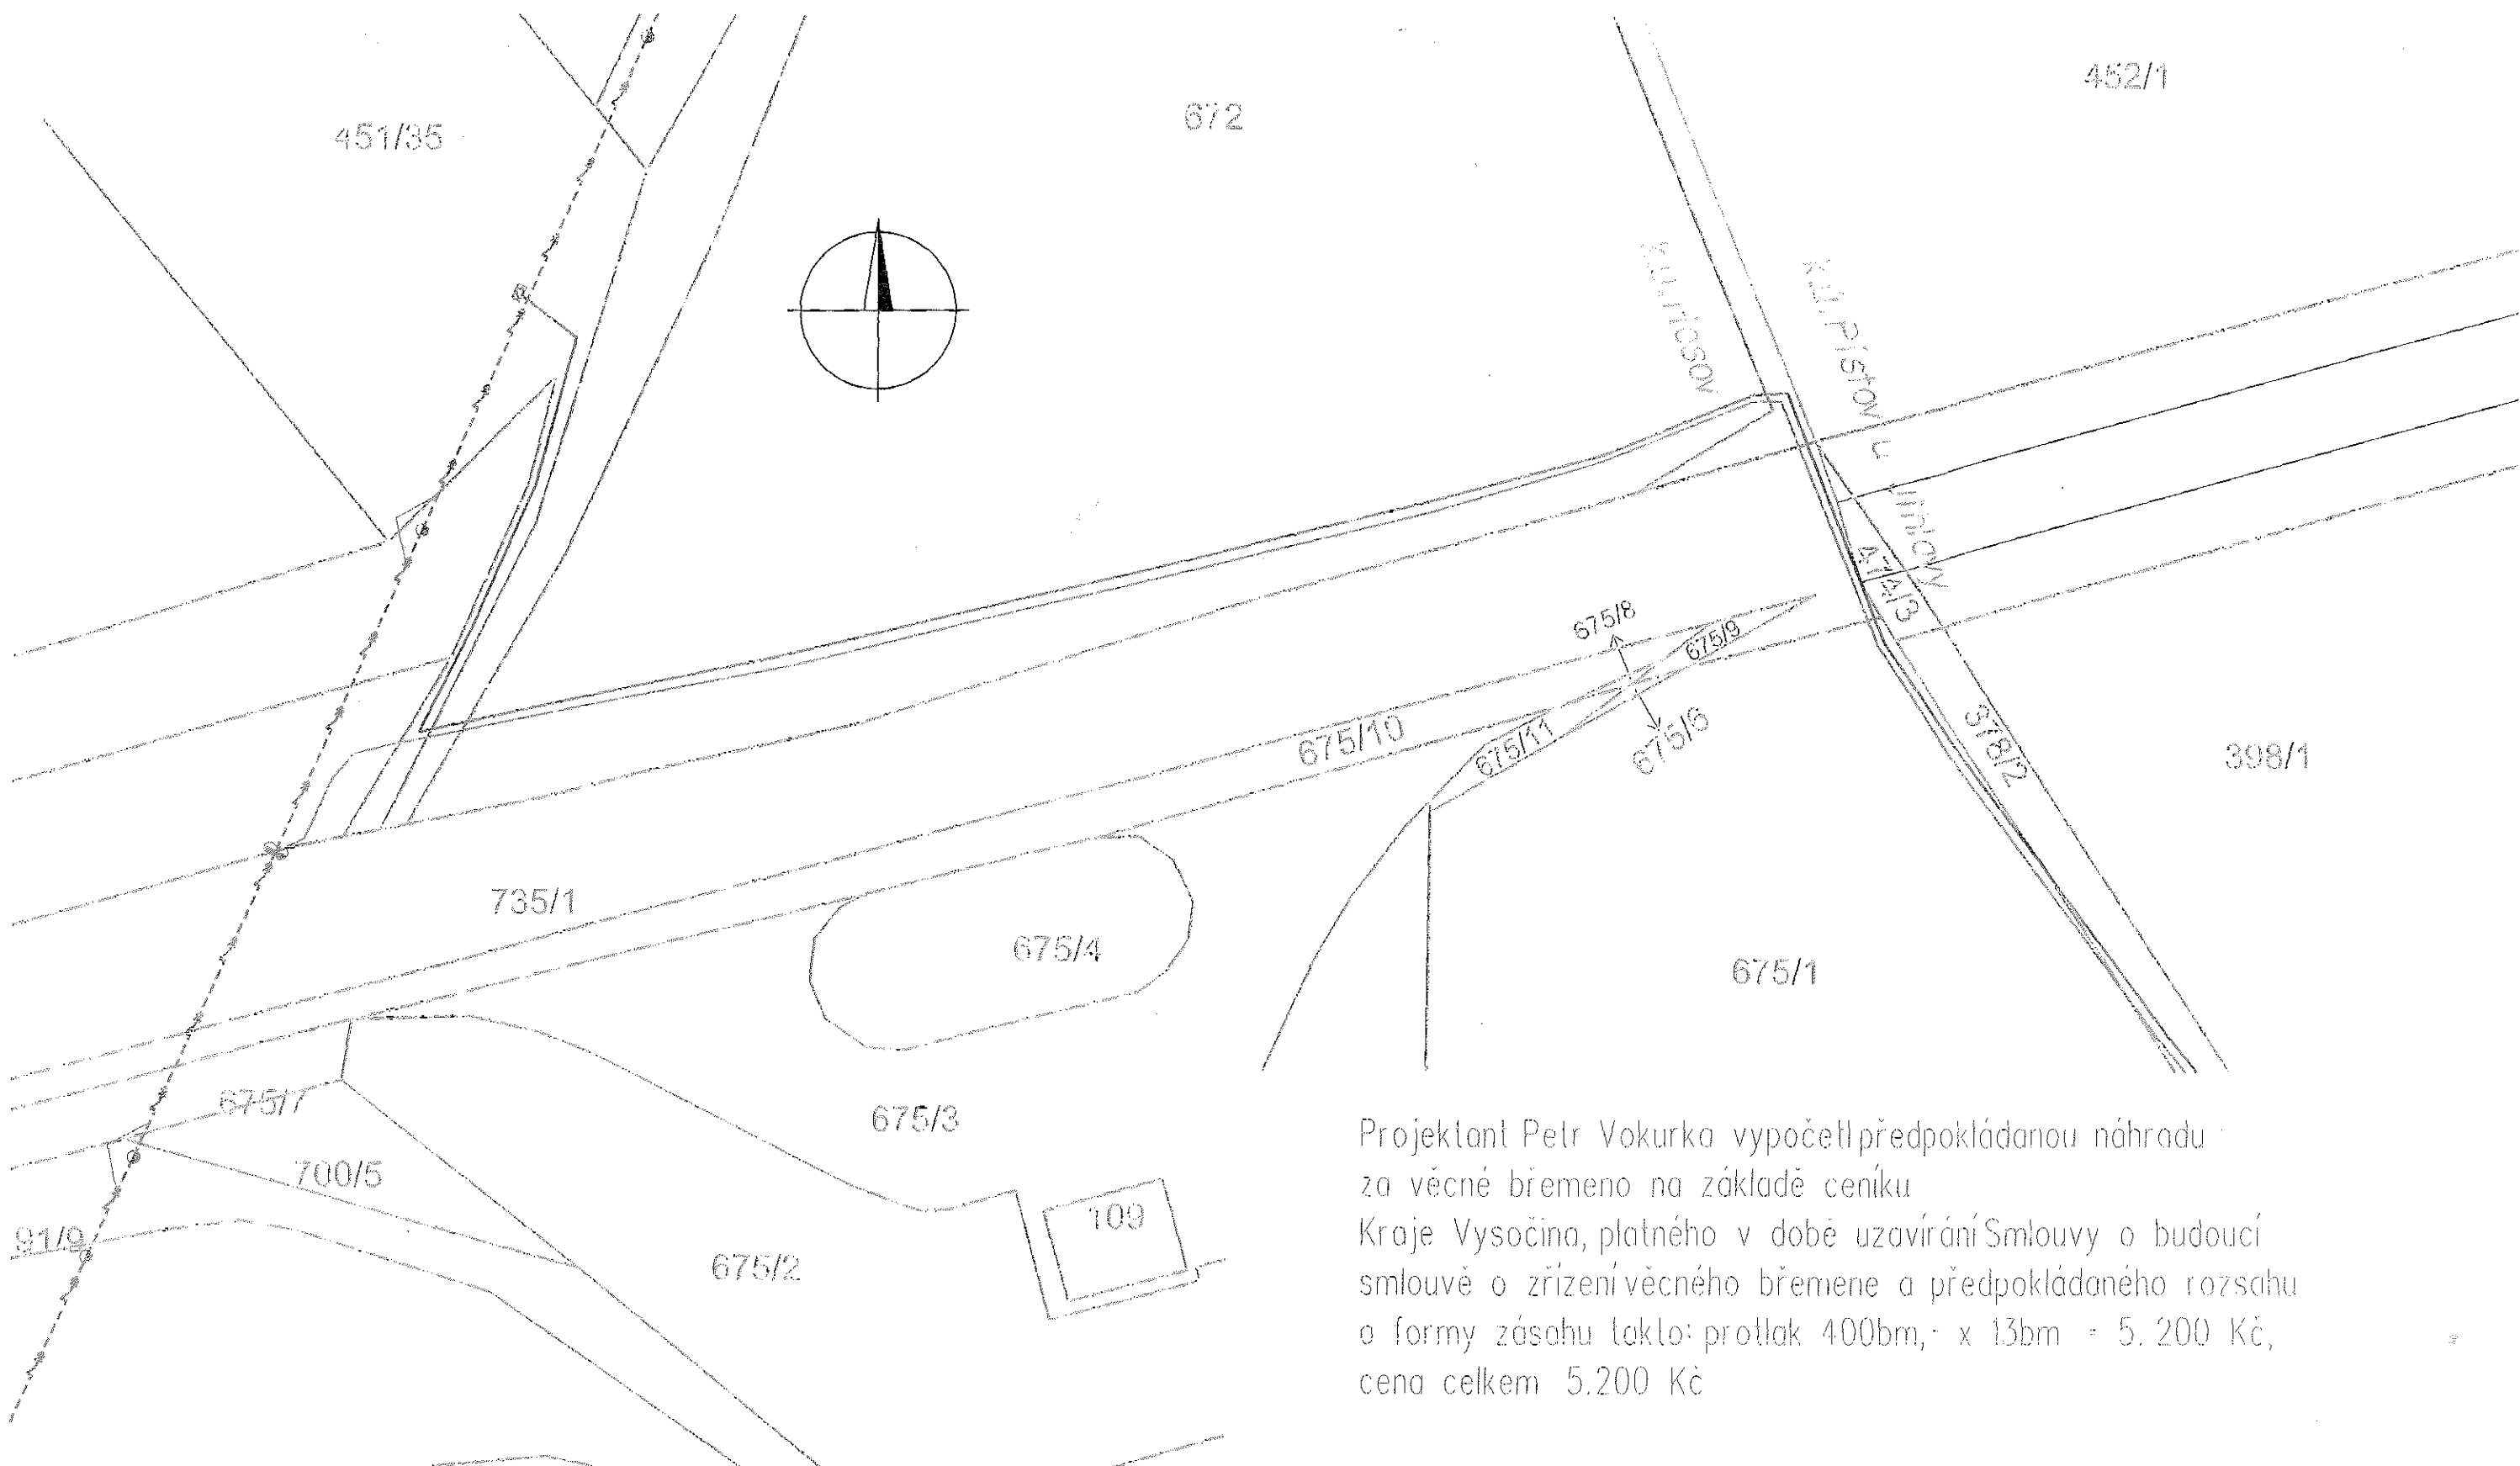 452/1
672
451/35
K.ú. Pístov u Jihlavy
474/3
675/8
675/9
675/10
675/11
675/6
378/2
398/1
735/1
675/4
675/1
675/7
675/3
700/5
109
91/9
675/2
Projektant Petr Vokurka vypočetl předpokládanou náhradu
za věcné břemeno na základě ceníku
Kraje Vysočina, platného v době uzavírání Smlouvy o budoucí
smlouvě o zřízení věcného břemene a předpokládaného rozsahu
a formy zásahu takto: protlak 400bm,- x 13bm = 5.200 Kč,
cena celkem 5.200 Kč